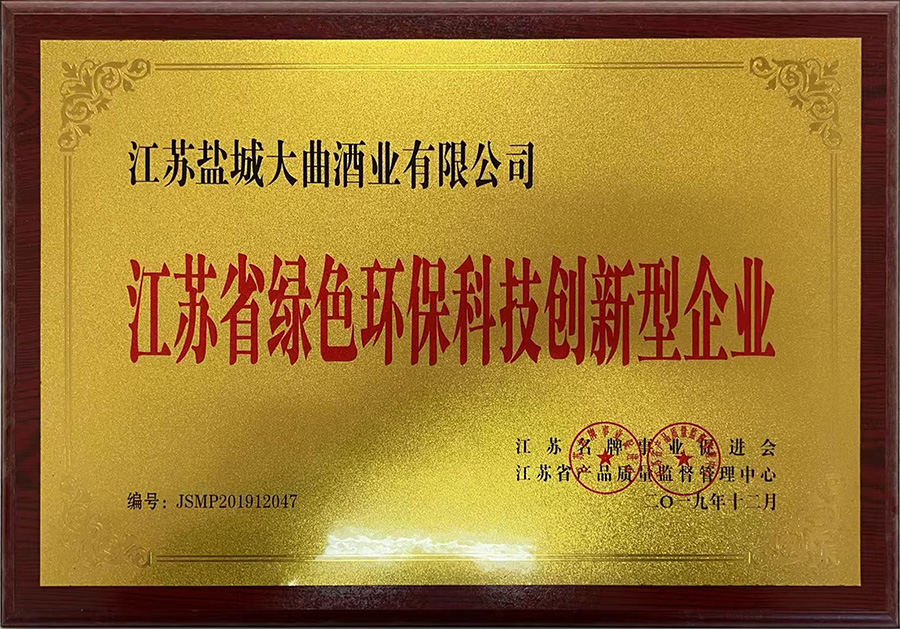 江苏盐城大曲酒业有限公司
江苏省绿色环保科技创新型企业
江苏名牌事业促进会
江苏省产品质量监督管理中心
编号：JSMP201912047
二〇一九年十二月